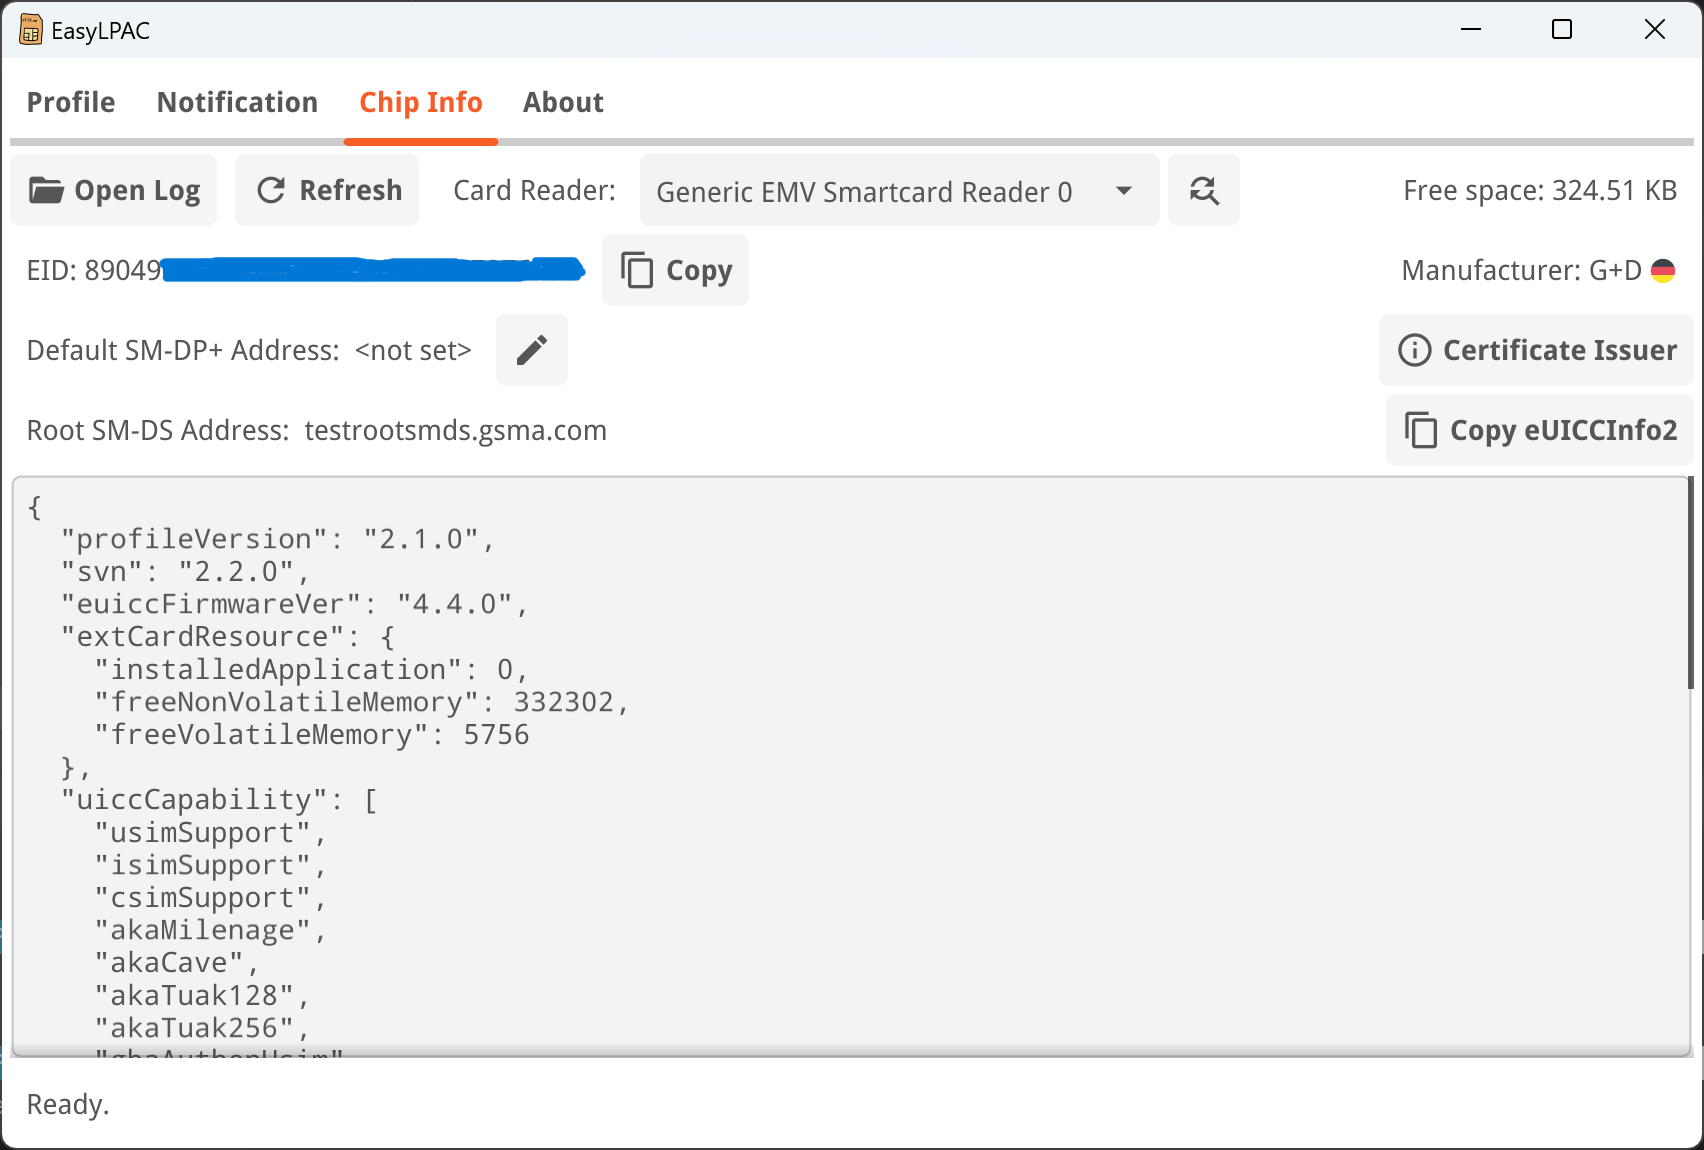 EasyLPAC
Profile Notification Chip Info About
Open Log Refresh Card Reader: Generic EMV Smartcard Reader 0 Free space: 324.51 KB
EID: 89049 Copy Manufacturer: G+D
Default SM-DP+ Address: <not set> Certificate Issuer
Root SM-DS Address: testrootsmds.gsma.com Copy eUICCInfo2
{
"profileVersion": "2.1.0",
"svn": "2.2.0",
"euiccFirmwareVer": "4.4.0",
"extCardResource": {
"installedApplication": 0,
"freeNonVolatileMemory": 332302,
"freeVolatileMemory": 5756
},
"uiccCapability": [
"usimSupport",
"isimSupport",
"csimSupport",
"akaMilenage",
"akaCave",
"akaTuak128",
"akaTuak256",
Ready.